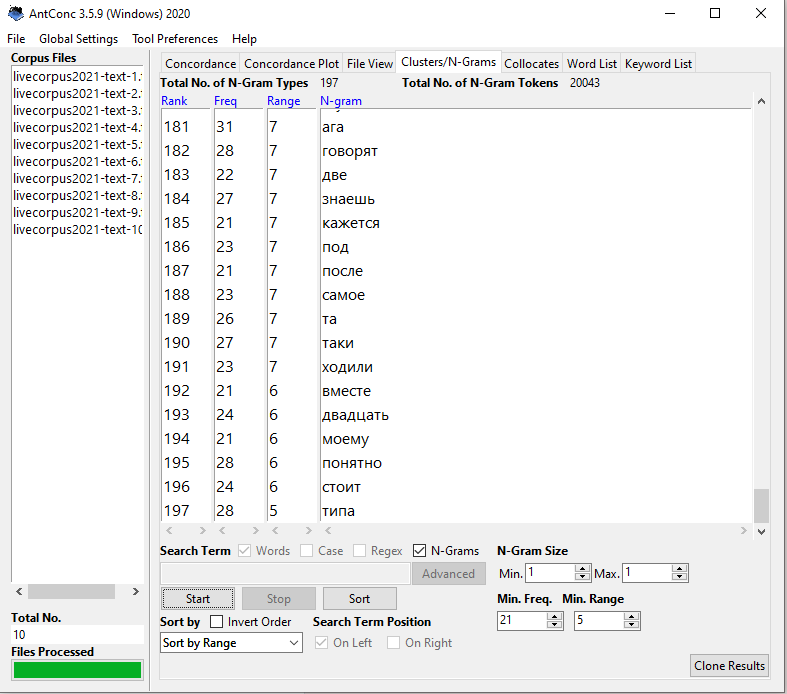 AntConc 3.5.9 (Windows) 2020
File Global Settings Tool Preferences Help
Corpus Files
livecorpus2021-text-1.
livecorpus2021-text-2.
livecorpus2021-text-3.
livecorpus2021-text-4.
livecorpus2021-text-5.
livecorpus2021-text-6.
livecorpus2021-text-7.
livecorpus2021-text-8.
livecorpus2021-text-9.
livecorpus2021-text-10
Total No.
10
Files Processed
Concordance Concordance Plot File View Clusters/N-Grams Collocates Word List Keyword List
Total No. of N-Gram Types 197 Total No. of N-Gram Tokens 20043
Rank Freq Range N-gram
181 31 7 ага
182 28 7 говорят
183 22 7 две
184 27 7 знаешь
185 21 7 кажется
186 23 7 под
187 21 7 после
188 23 7 самое
189 26 7 та
190 27 7 таки
191 23 7 ходили
192 21 6 вместе
193 24 6 двадцать
194 21 6 моему
195 28 6 понятно
196 24 6 стоит
197 28 5 типа
Search Term Words Case Regex N-Grams N-Gram Size
Advanced Min. 1 Max. 1
Start Stop Sort Min. Freq. Min. Range
Sort by Invert Order Search Term Position 21 5
Sort by Range On Left On Right
Clone Results